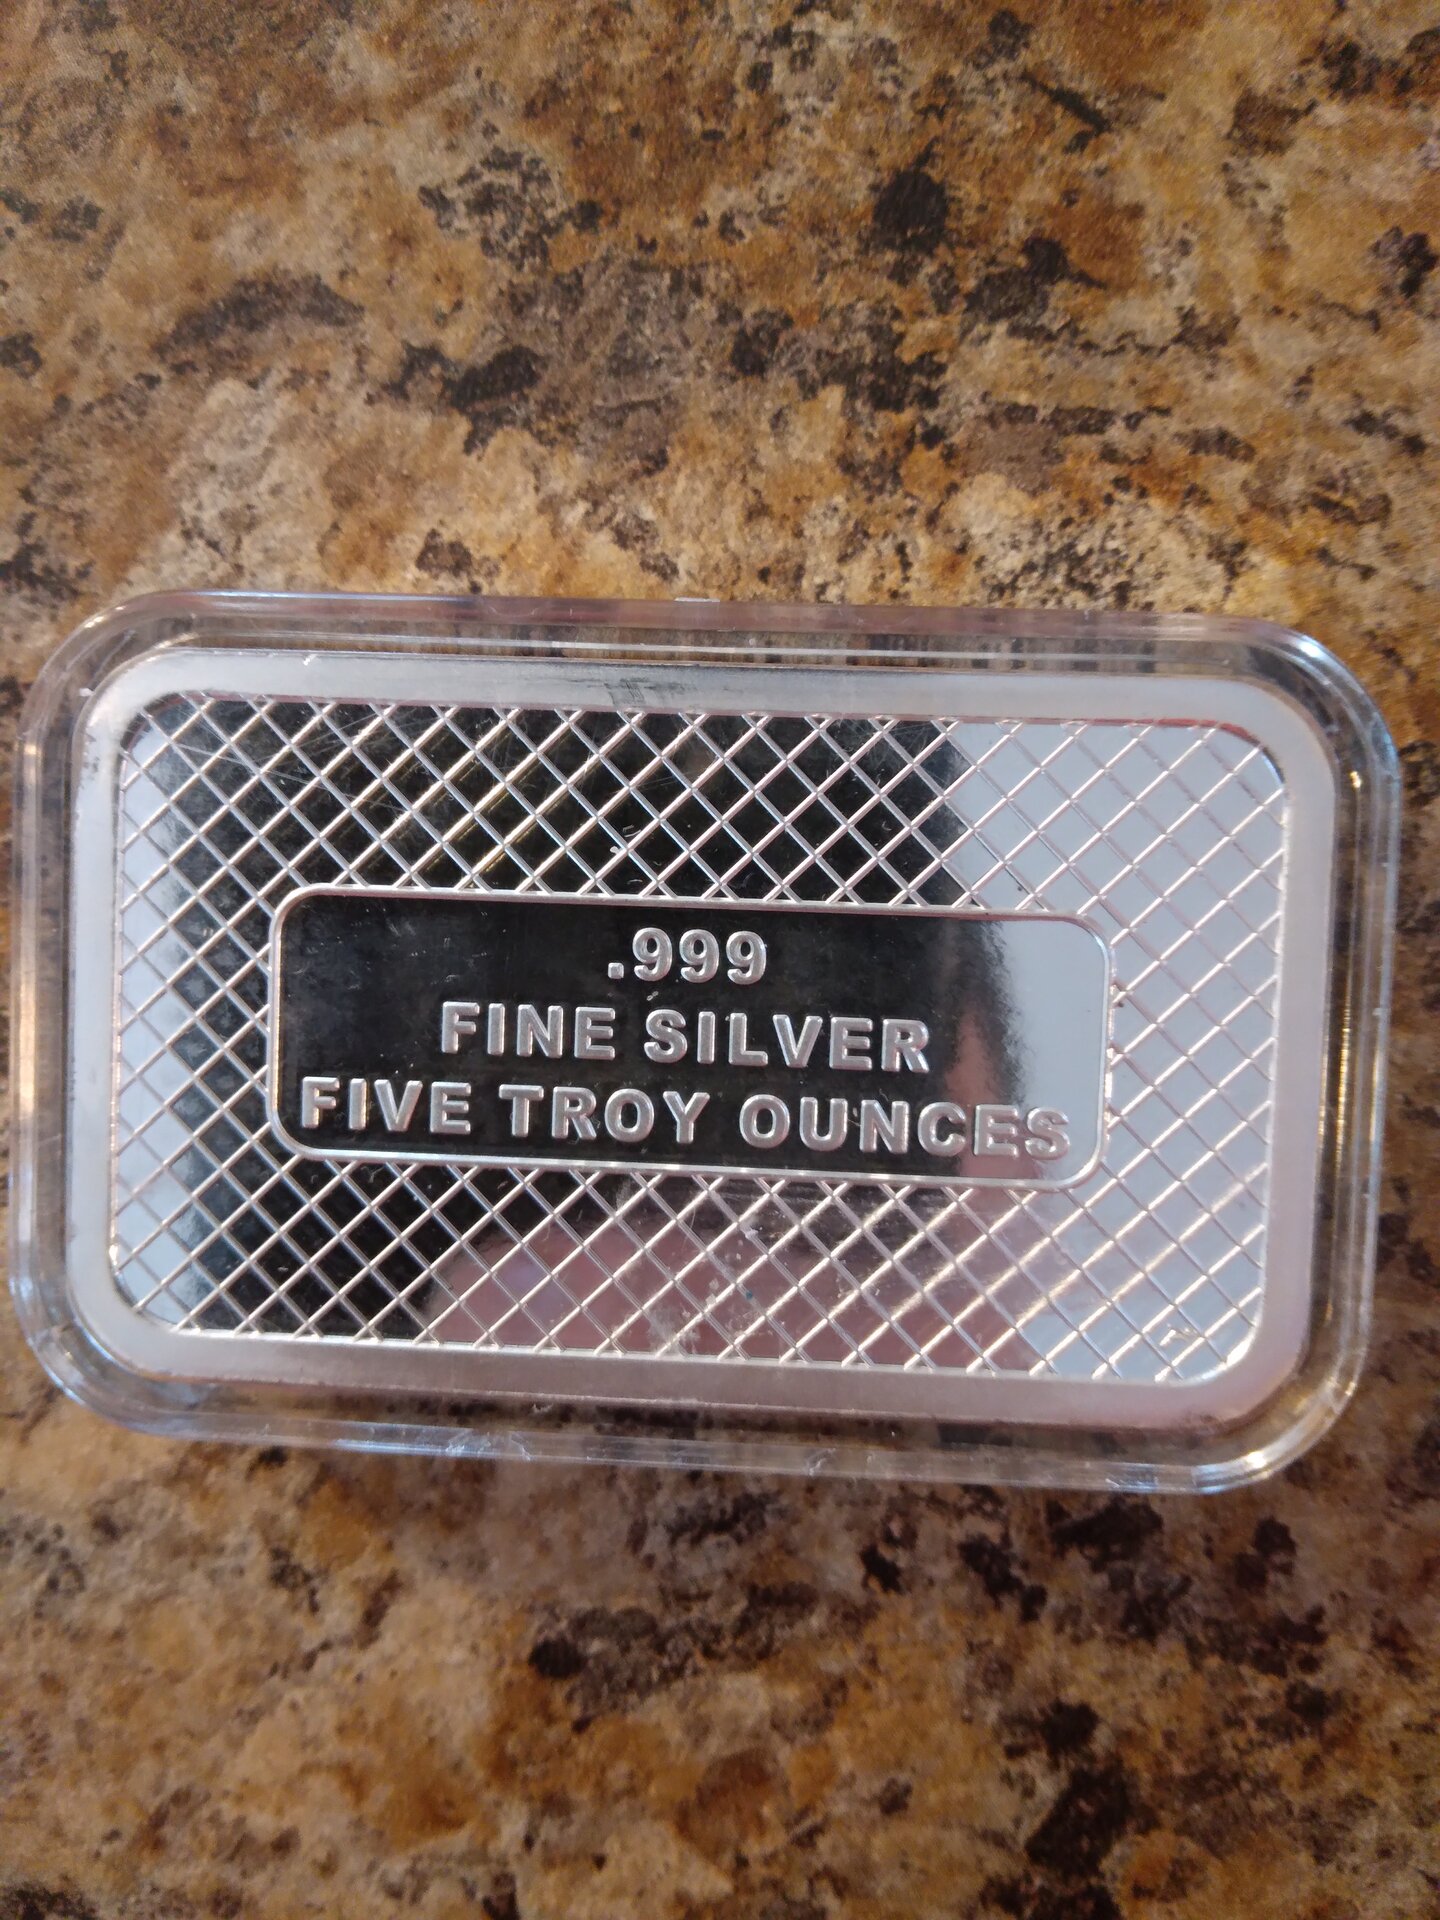 .999
FINE SILVER
FIVE TROY OUNCES